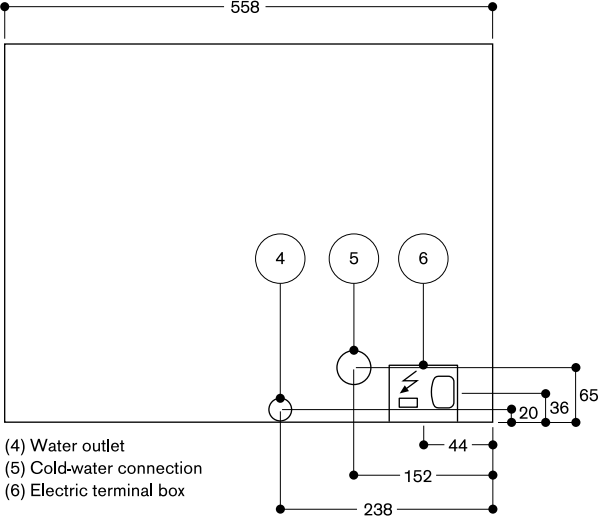 558
4 5 6
65
36
20
44
(4) Water outlet
(5) Cold-water connection
152
(6) Electric terminal box
238